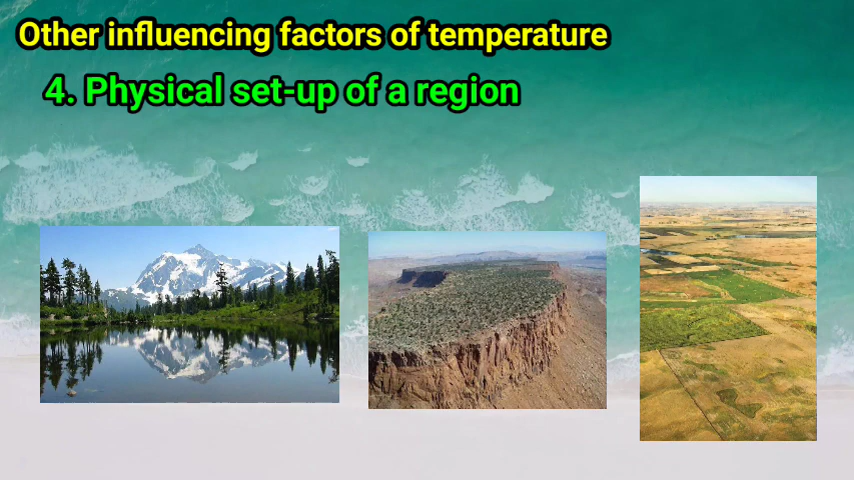 Other influencing factors of temperature
4. Physical set-up of a region